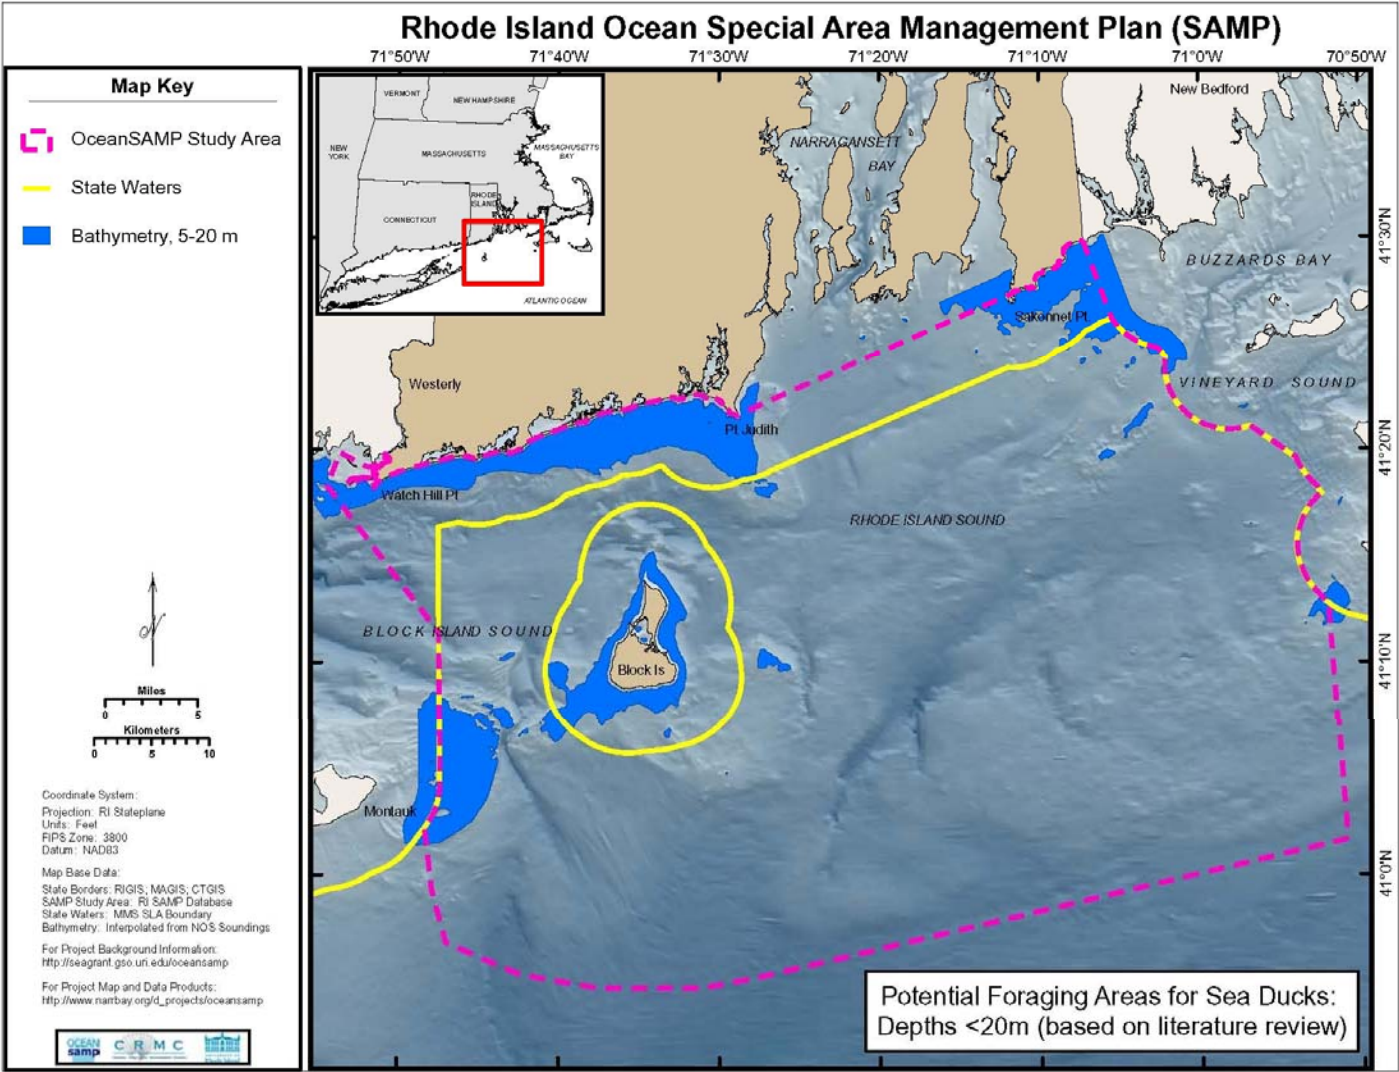 Rhode Island Ocean Special Area Management Plan (SAMP)
71°50'W 71°40'W 71°30'W 71°20'W 71°10'W 71°0'W 70°50'W
Map Key
OceanSAMP Study Area
State Waters
Bathymetry, 5-20 m
N
Miles
0 5
Kilometers
0 5 10
Coordinate System:
Projection: RI Stateplane
Units: Feet
FIPS Zone: 3800
Datum: NAD83
Map Base Data:
State Borders: RIGIS; MAGIS; CTGIS
SAMP Study Area: RI SAMP Database
State Waters: MMS SLA Boundary
Bathymetry: Interpolated from NOS Soundings
For Project Background Information:
http://seagrant.gso.uri.edu/oceansamp
For Project Map and Data Products:
http://www.narrbay.org/d_projects/oceansamp
OCEAN
samp
C R M C
VERMONT
NEW HAMPSHIRE
NEW
YORK
MASSACHUSETTS
MASSACHUSETTS
BAY
RHODE
ISLAND
CONNECTICUT
ATLANTIC OCEAN
New Bedford
NARRAGANSETT
BAY
BUZZARDS BAY
Sakonnet Pt.
VINEYARD SOUND
Westerly
Pt Judith
Watch Hill Pt
RHODE ISLAND SOUND
BLOCK ISLAND SOUND
Block Is
Montauk
41°30'N
41°20'N
41°10'N
41°0'N
Potential Foraging Areas for Sea Ducks:
Depths <20m (based on literature review)